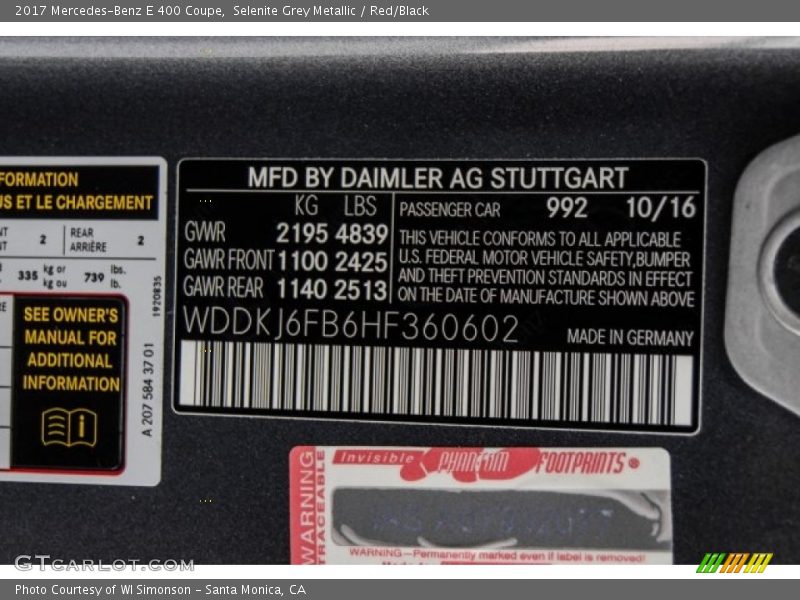 2017 Mercedes-Benz E 400 Coupe,  Selenite Grey Metallic / Red/Black
FORMATION
US ET LE CHARGEMENT
2
REAR
ARRIÈRE
2
335 kg or
kg ou
739 lbs.
lb.
SEE OWNER'S
MANUAL FOR
ADDITIONAL
INFORMATION
1920835
A 207 584 37 01
MFD BY DAIMLER AG STUTTGART
KG LBS
GWR 2195 4839
GAWR FRONT 1100 2425
GAWR REAR 1140 2513
PASSENGER CAR 992 10/16
THIS VEHICLE CONFORMS TO ALL APPLICABLE
U.S. FEDERAL MOTOR VEHICLE SAFETY,BUMPER
AND THEFT PREVENTION STANDARDS IN EFFECT
ON THE DATE OF MANUFACTURE SHOWN ABOVE
WDDKJ6FB6HF360602
MADE IN GERMANY
WARNING
TRACEABLE
Invisible PHANTOM FOOTPRINTS
WARNING-Permanently marked even if label is removed!
GTCarLot.com
Photo Courtesy of WI Simonson - Santa Monica, CA